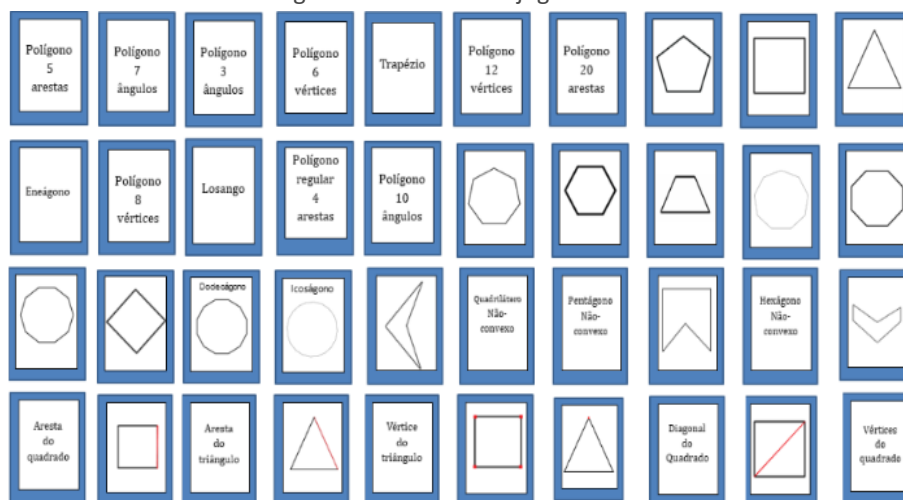 Polígono
5
arestas
Polígono
7
ângulos
Polígono
3
ângulos
Polígono
6
vértices
Trapézio
Polígono
12
vértices
Polígono
20
arestas
Eneágono
Polígono
8
vértices
Losango
Polígono
regular
4
arestas
Polígono
10
ângulos
Dodecágono
Icoságono
Quadrilátero
Não-
convexo
Pentágono
Não-
convexo
Hexágono
Não-
convexo
Aresta
do
quadrado
Aresta
do
triângulo
Vértice
do
triângulo
Diagonal
do
Quadrado
Vértices
do
quadrado